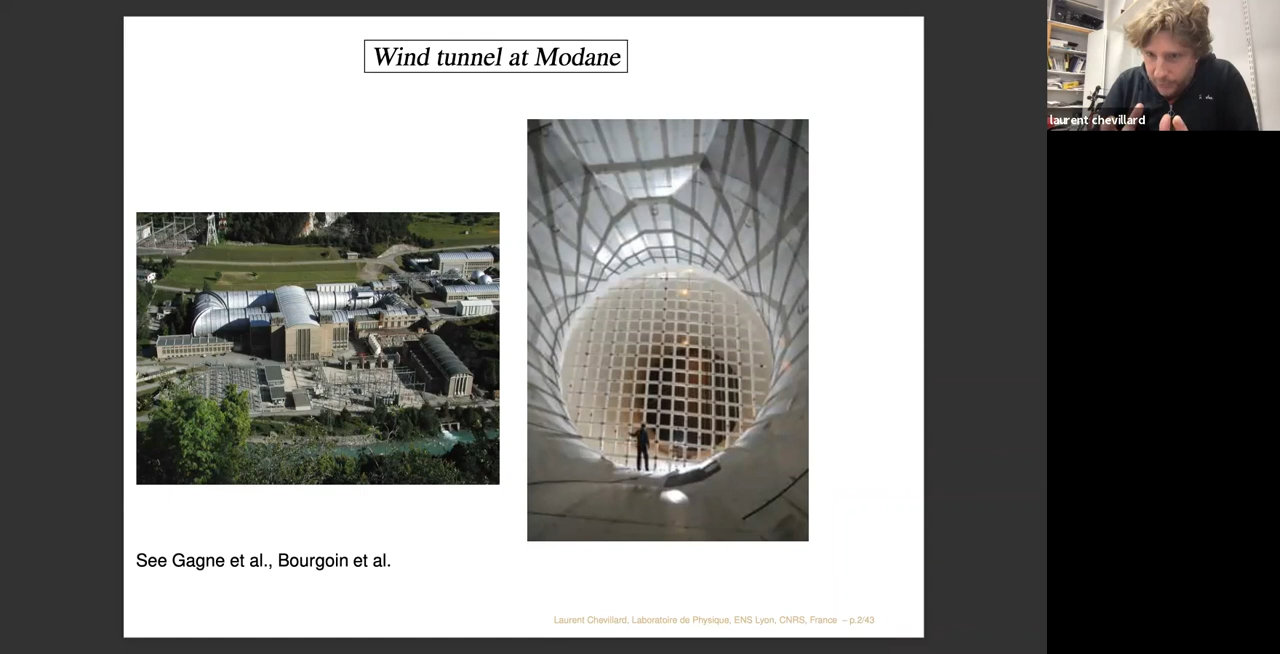 Wind tunnel at Modane
laurent chevillard
See Gagne et al., Bourgoin et al.
Laurent Chevillard, Laboratoire de Physique, ENS Lyon, CNRS, France – p.2/43